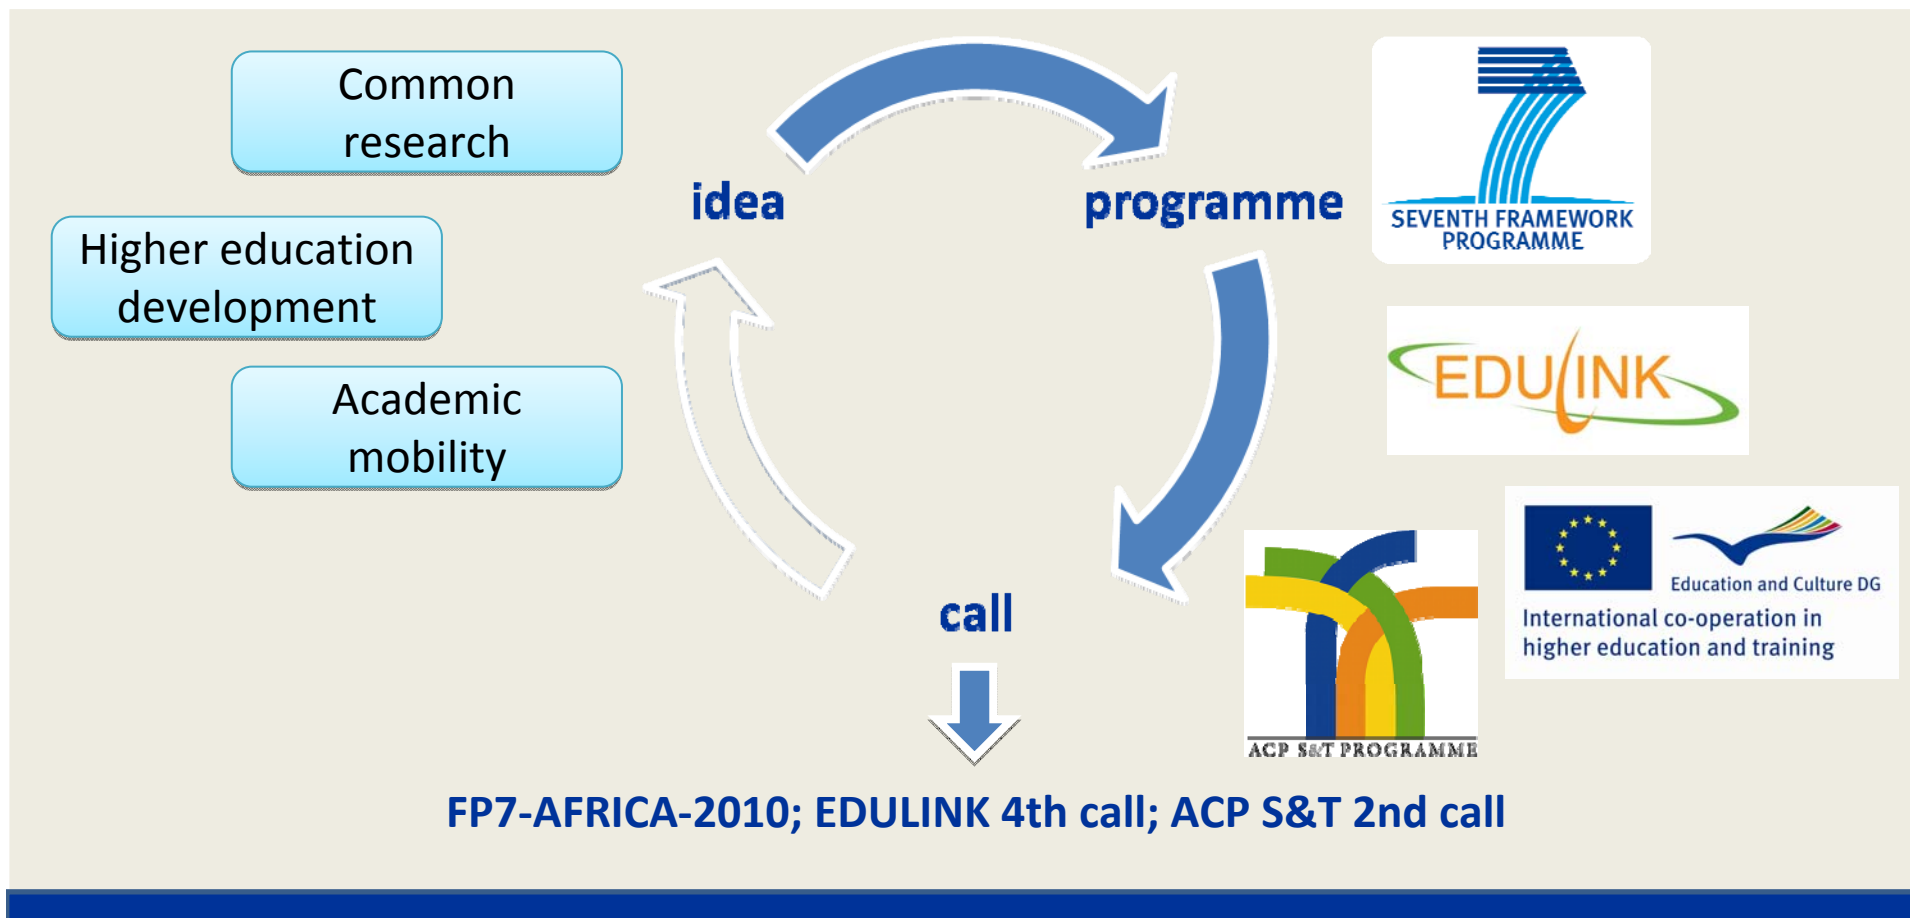 Common
research
Higher education
development
Academic
mobility
idea
programme
call
7
SEVENTH FRAMEWORK
PROGRAMME
EDULINK
Education and Culture DG
International co-operation in
higher education and training
ACP S&T PROGRAMME
FP7-AFRICA-2010; EDULINK 4th call; ACP S&T 2nd call